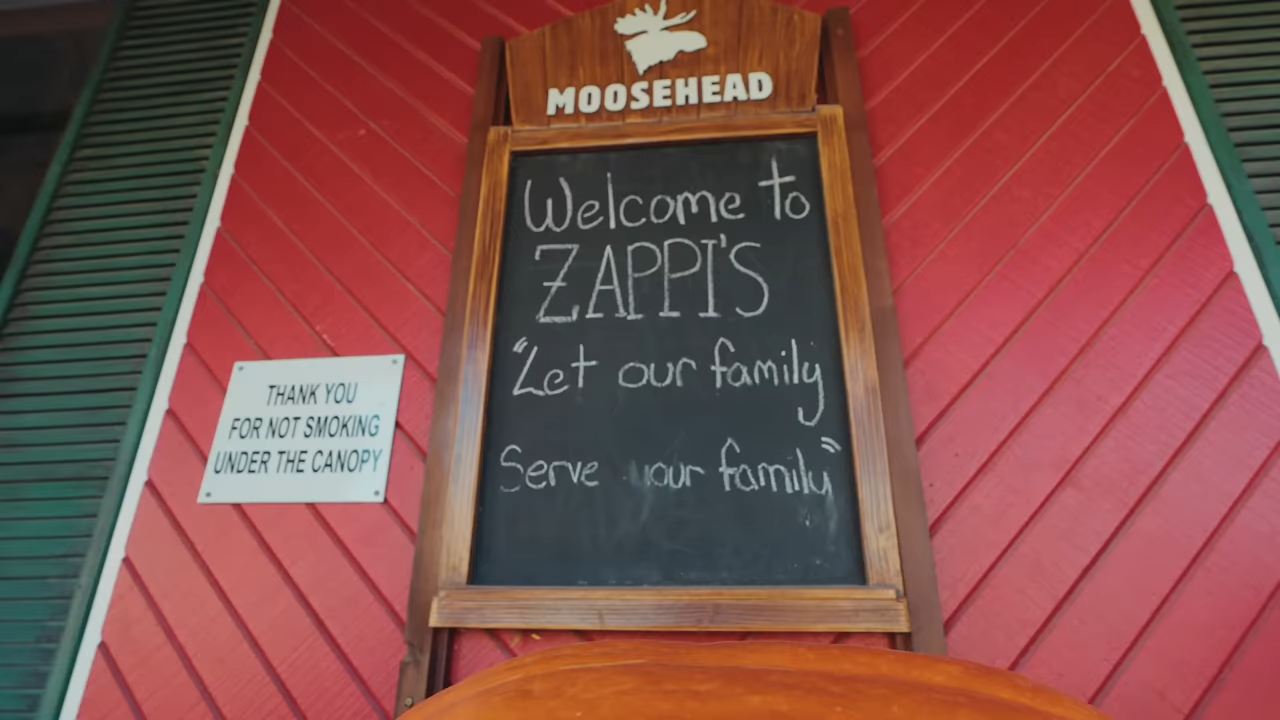 MOOSEHEAD
Welcome to
ZAPPI'S
"Let our family
Serve your family"
THANK YOU
FOR NOT SMOKING
UNDER THE CANOPY